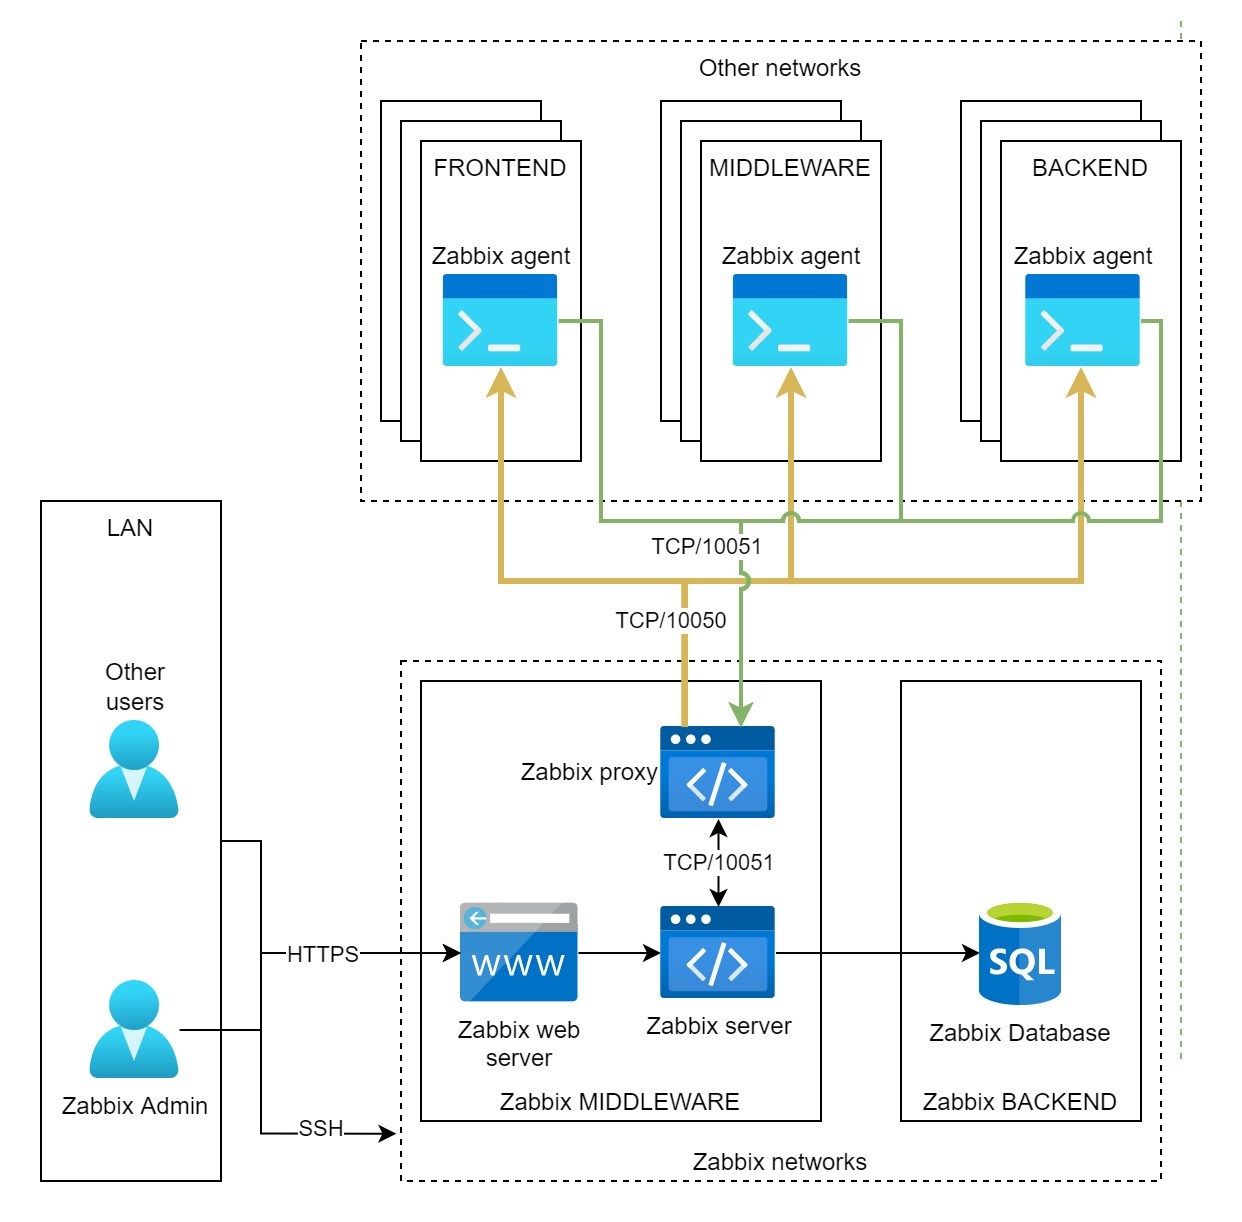 Other networks
FRONTEND
MIDDLEWARE
BACKEND
Zabbix agent
Zabbix agent
Zabbix agent
LAN
TCP/10051
TCP/10050
Other
users
Zabbix proxy
TCP/10051
HTTPS
WWW
SQL
Zabbix web
server
Zabbix server
Zabbix Database
Zabbix Admin
Zabbix MIDDLEWARE
Zabbix BACKEND
SSH
Zabbix networks